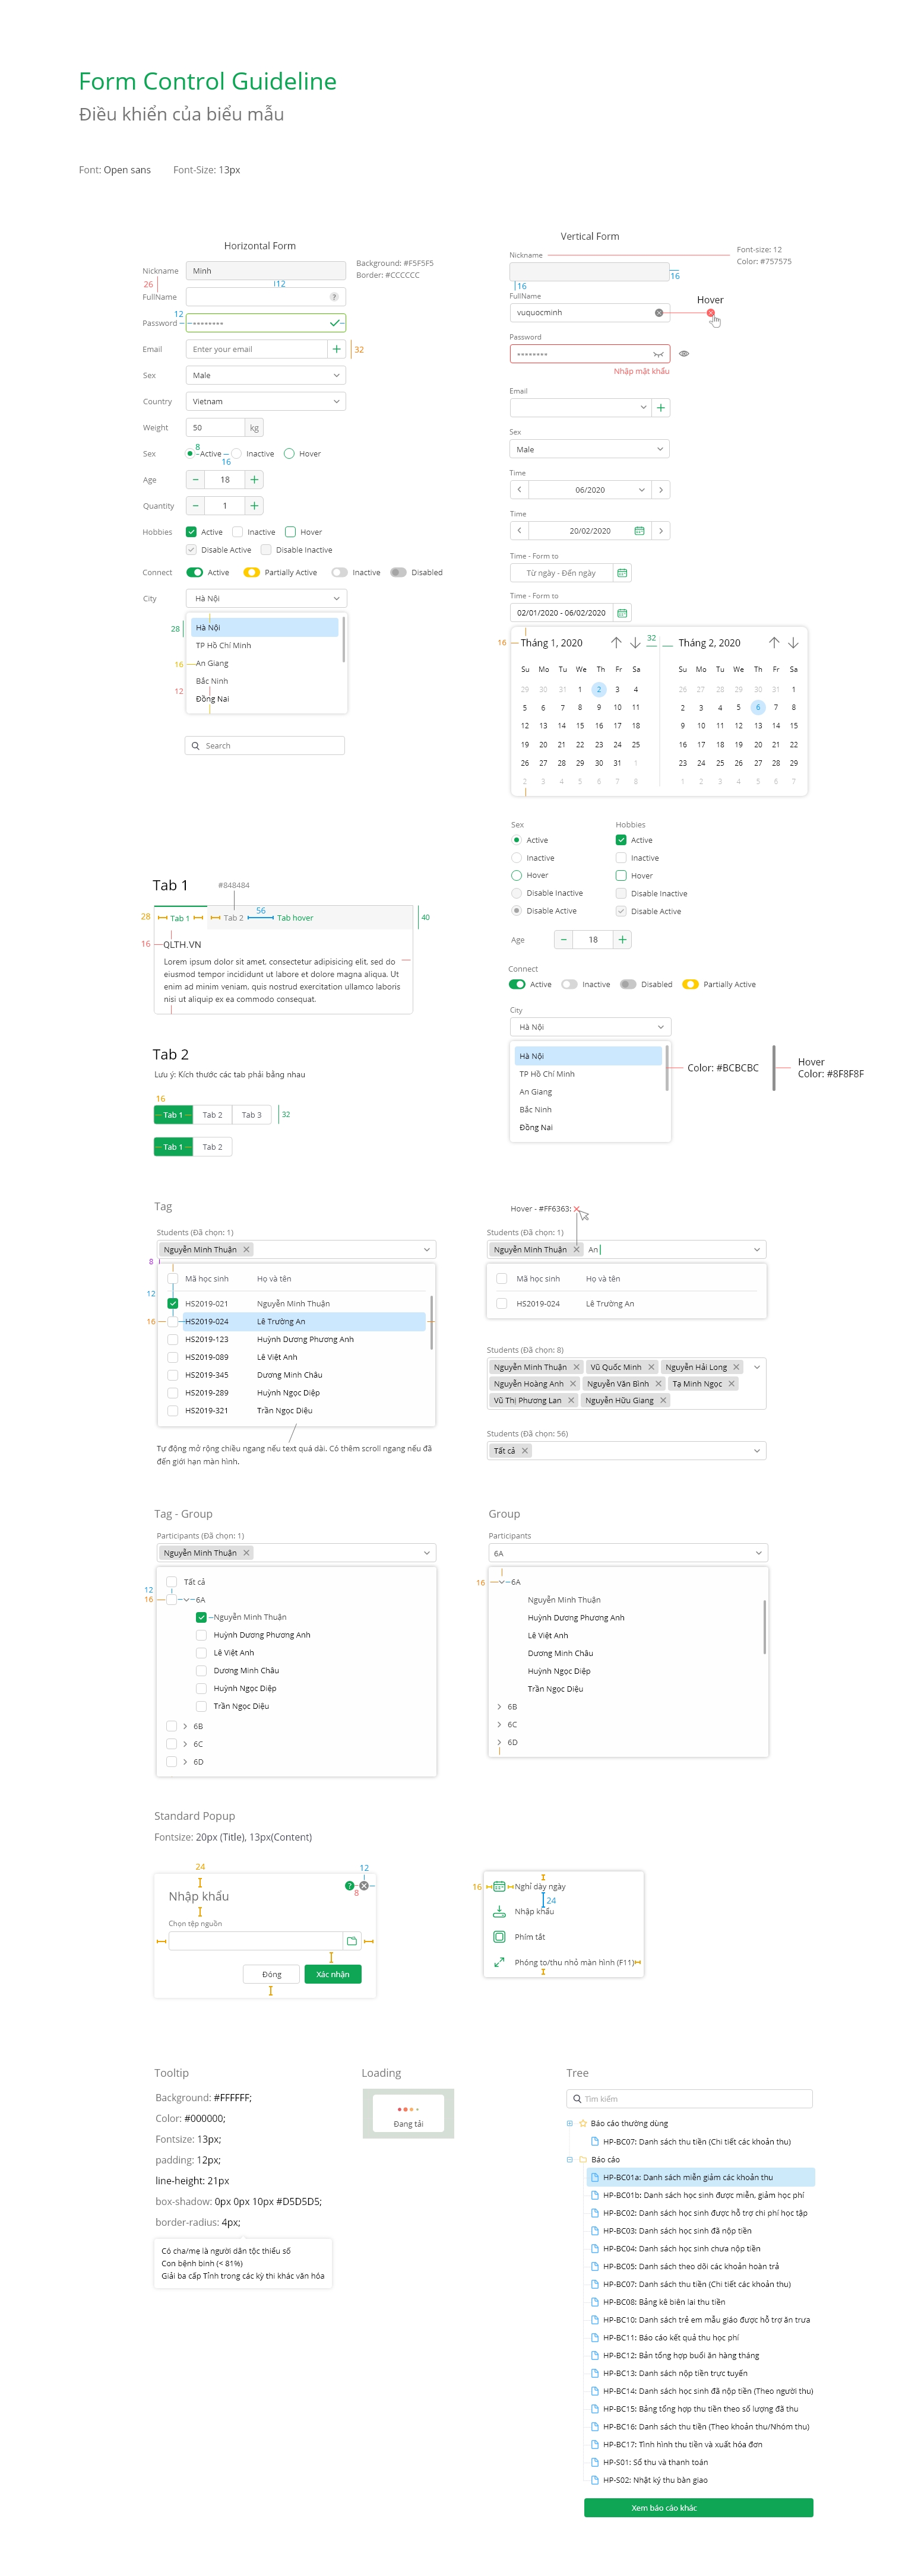 Form Control Guideline
Điều khiển của biểu mẫu
Font: Open sans
Font-Size: 13px
Horizontal Form
Nickname
Minh
Background: #F5F5F5
Border: #CCCCCC
26
12
FullName
?
12
Password
Email
Enter your email
32
Sex
Male
Country
Vietnam
Weight
50
kg
Sex
8
Active
Inactive
Hover
16
Age
18
Quantity
1
Hobbies
Active
Inactive
Hover
Disable Active
Disable Inactive
Connect
Active
Partially Active
Inactive
Disabled
City
Hà Nội
28
Hà Nội
TP Hồ Chí Minh
16
An Giang
Bắc Ninh
12
Đồng Nai
Search
Vertical Form
Nickname
Font-size: 12
Color: #757575
16
16
FullName
vuquocminh
Hover
Password
Nhập mật khẩu
Email
Sex
Male
Time
06/2020
Time
20/02/2020
Time - Form to
Từ ngày - Đến ngày
Time - Form to
02/01/2020 - 06/02/2020
16
Tháng 1, 2020
32
Tháng 2, 2020
Su Mo Tu We Th Fr Sa
29 30 31 1 2 3 4
5 6 7 8 9 10 11
12 13 14 15 16 17 18
19 20 21 22 23 24 25
26 27 28 29 30 31 1
2 3 4 5 6 7 8
Su Mo Tu We Th Fr Sa
26 27 28 29 30 31 1
2 3 4 5 6 7 8
9 10 11 12 13 14 15
16 17 18 19 20 21 22
23 24 25 26 27 28 29
1 2 3 4 5 6 7
Sex
Active
Inactive
Hover
Disable Inactive
Disable Active
Hobbies
Active
Inactive
Hover
Disable Inactive
Disable Active
Age
18
Connect
Active
Inactive
Disabled
Partially Active
City
Hà Nội
Hà Nội
TP Hồ Chí Minh
An Giang
Bắc Ninh
Đồng Nai
Color: #BCBCBC
Hover
Color: #8F8F8F
Tab 1
#848484
28
Tab 1
Tab 2
56
Tab hover
40
16
QLTH.VN
Lorem ipsum dolor sit amet, consectetur adipisicing elit, sed do
eiusmod tempor incididunt ut labore et dolore magna aliqua. Ut
enim ad minim veniam, quis nostrud exercitation ullamco laboris
nisi ut aliquip ex ea commodo consequat.
Tab 2
Lưu ý: Kích thước các tab phải bằng nhau
16
Tab 1
Tab 2
Tab 3
32
Tab 1
Tab 2
Tag
Students (Đã chọn: 1)
Nguyễn Minh Thuận
8
Mã học sinh
Họ và tên
12
HS2019-021 Nguyễn Minh Thuận
16
HS2019-024 Lê Trường An
HS2019-123 Huỳnh Dương Phương Anh
HS2019-089 Lê Việt Anh
HS2019-345 Dương Minh Châu
HS2019-289 Huỳnh Ngọc Diệp
HS2019-321 Trần Ngọc Diệu
Tự động mở rộng chiều ngang nếu text quá dài. Có thêm scroll ngang nếu đã
đến giới hạn màn hình.
Hover - #FF6363:
Students (Đã chọn: 1)
Nguyễn Minh Thuận
An
Mã học sinh
Họ và tên
HS2019-024 Lê Trường An
Students (Đã chọn: 8)
Nguyễn Minh Thuận Vũ Quốc Minh Nguyễn Hải Long
Nguyễn Hoàng Anh Nguyễn Văn Bình Tạ Minh Ngọc
Vũ Thị Phương Lan Nguyễn Hữu Giang
Students (Đã chọn: 56)
Tất cả
Tag - Group
Participants (Đã chọn: 1)
Nguyễn Minh Thuận
Tất cả
12
16
6A
Nguyễn Minh Thuận
Huỳnh Dương Phương Anh
Lê Việt Anh
Dương Minh Châu
Huỳnh Ngọc Diệp
Trần Ngọc Diệu
6B
6C
6D
Group
Participants
6A
16
6A
Nguyễn Minh Thuận
Huỳnh Dương Phương Anh
Lê Việt Anh
Dương Minh Châu
Huỳnh Ngọc Diệp
Trần Ngọc Diệu
6B
6C
6D
Standard Popup
Fontsize: 20px (Title), 13px(Content)
24
12
?
8
Nhập khẩu
Chọn tệp nguồn
Đóng
Xác nhận
16
Nghỉ dạy ngày
24
Nhập khẩu
Phím tắt
Phóng to/thu nhỏ màn hình (F11)
Tooltip
Background: #FFFFFF;
Color: #000000;
Fontsize: 13px;
padding: 12px;
line-height: 21px
box-shadow: 0px 0px 10px #D5D5D5;
border-radius: 4px;
Có cha/mẹ là người dân tộc thiểu số
Con bệnh binh (< 81%)
Giải ba cấp Tỉnh trong các kỳ thi khác văn hóa
Loading
Đang tải
Tree
Tìm kiếm
Báo cáo thường dùng
HP-BC07: Danh sách thu tiền (Chi tiết các khoản thu)
Báo cáo
HP-BC01a: Danh sách miễn giảm các khoản thu
HP-BC01b: Danh sách học sinh được miễn, giảm học phí
HP-BC02: Danh sách học sinh được hỗ trợ chi phí học tập
HP-BC03: Danh sách học sinh đã nộp tiền
HP-BC04: Danh sách học sinh chưa nộp tiền
HP-BC05: Danh sách theo dõi các khoản hoàn trả
HP-BC07: Danh sách thu tiền (Chi tiết các khoản thu)
HP-BC08: Bảng kê biên lai thu tiền
HP-BC10: Danh sách trẻ em mẫu giáo được hỗ trợ ăn trưa
HP-BC11: Báo cáo kết quả thu học phí
HP-BC12: Bản tổng hợp buổi ăn hàng tháng
HP-BC13: Danh sách nộp tiền trực tuyến
HP-BC14: Danh sách học sinh đã nộp tiền (Theo người thu)
HP-BC15: Bảng tổng hợp thu tiền theo số lượng đã thu
HP-BC16: Danh sách thu tiền (Theo khoản thu/Nhóm thu)
HP-BC17: Tình hình thu tiền và xuất hóa đơn
HP-S01: Sổ thu và thanh toán
HP-S02: Nhật ký thu bàn giao
Xem báo cáo khác